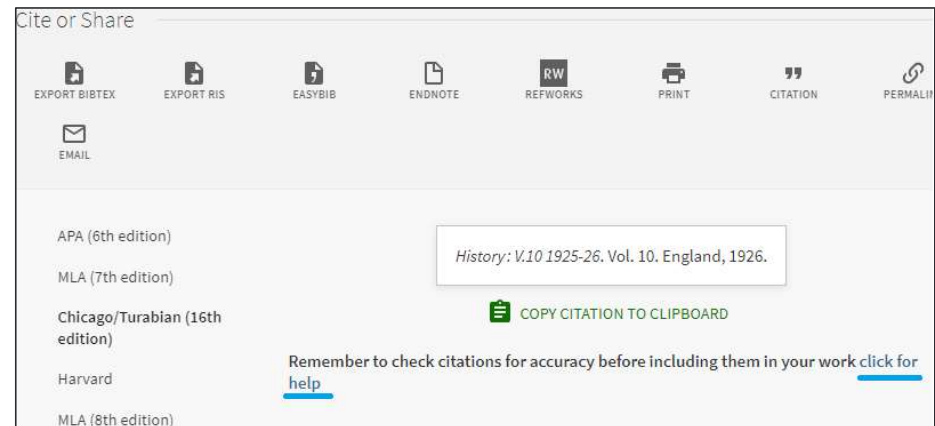 Cite or Share
EXPORT BIBTEX EXPORT RIS EASYBIB ENDNOTE RW REFWORKS PRINT CITATION PERMALIN
EMAIL
APA (6th edition)
MLA (7th edition)
Chicago/Turabian (16th
edition)
Harvard
MLA (8th edition)
History: V.10 1925-26. Vol. 10. England, 1926.
COPY CITATION TO CLIPBOARD
Remember to check citations for accuracy before including them in your work click for
help